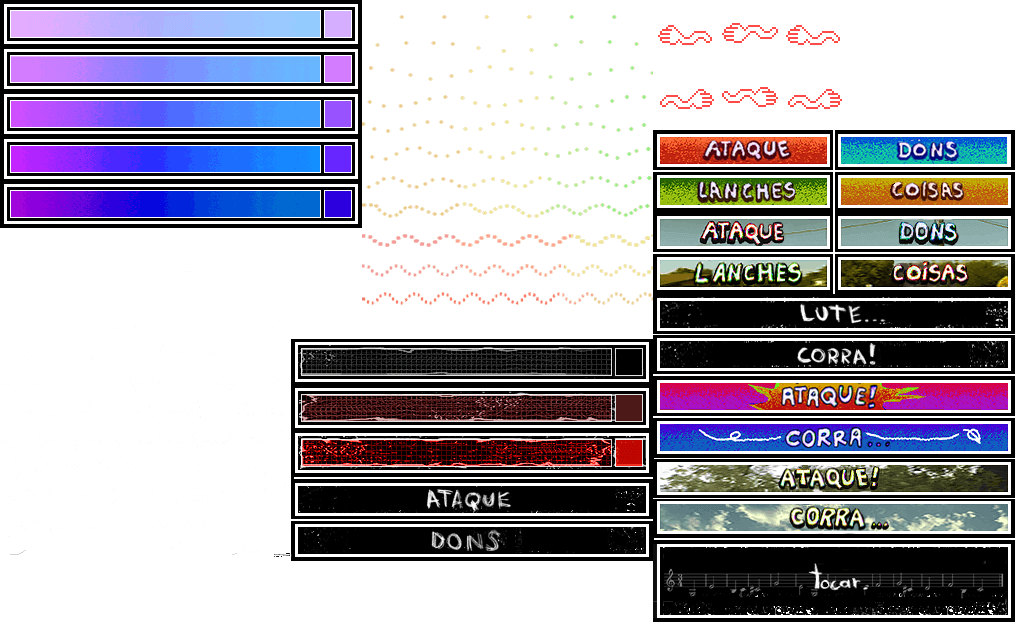 ATAQUE DONS
LANCHES COISAS
ATAQUE DONS
LANCHES COISAS
LUTE...
CORRA!
ATAQUE!
CORRA...
ATAQUE!
CORRA...
tocar
ATAQUE
DONS